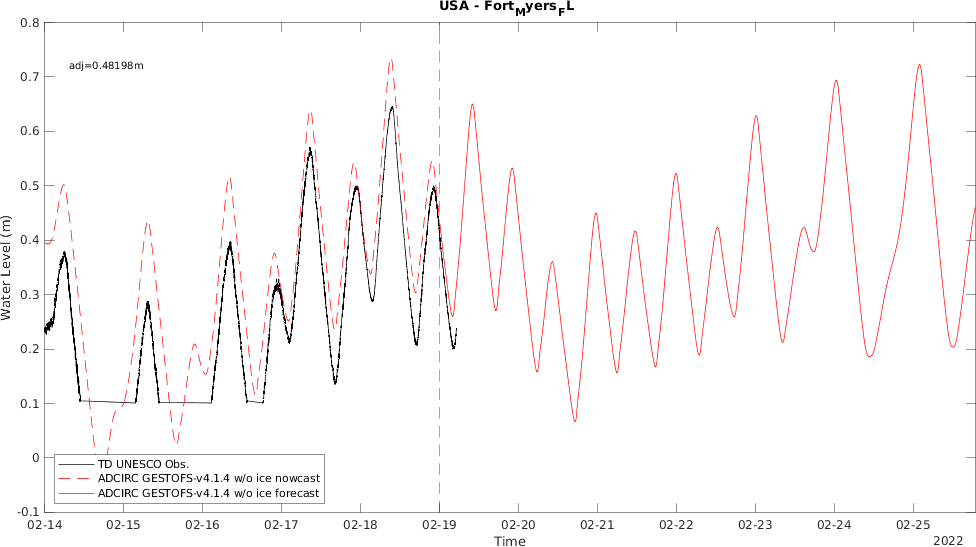 USA - Fort_Myers_FL
0.8
0.7
0.6
0.5
0.4
0.3
0.2
0.1
0
-0.1
Water Level (m)
adj=0.48198m
TD UNESCO Obs.
ADCIRC GESTOFS-v4.1.4 w/o ice nowcast
ADCIRC GESTOFS-v4.1.4 w/o ice forecast
02-14 02-15 02-16 02-17 02-18 02-19 02-20 02-21 02-22 02-23 02-24 02-25
Time
2022